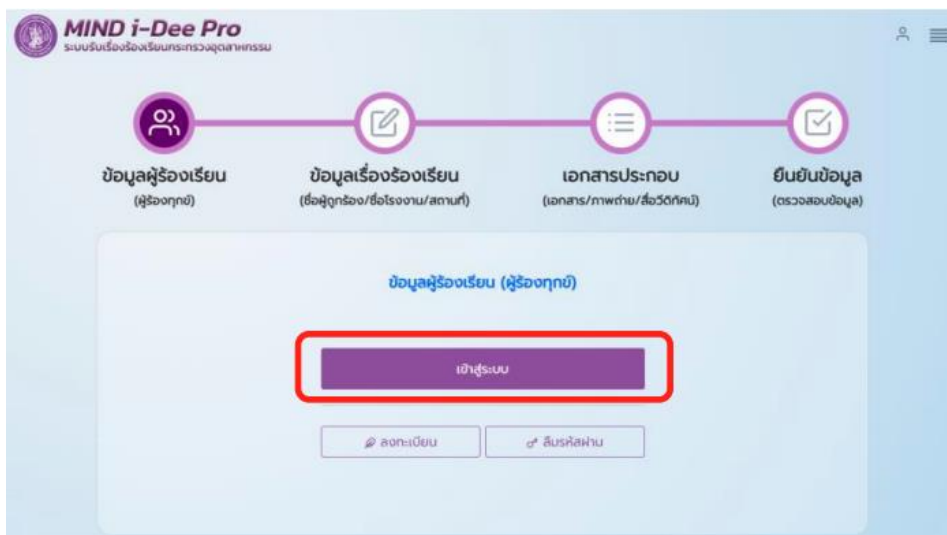 MIND i-Dee Pro
ระบบรับเรื่องร้องเรียนกระทรวงอุตสาหกรรม
ข้อมูลผู้ร้องเรียน
(ผู้ร้องทุกข์)
ข้อมูลเรื่องร้องเรียน
(ชื่อผู้ถูกร้อง/ชื่อโรงงาน/สถานที่)
เอกสารประกอบ
(เอกสาร/ภาพถ่าย/สื่อวีดิทัศน์)
ยืนยันข้อมูล
(ตรวจสอบข้อมูล)
ข้อมูลผู้ร้องเรียน (ผู้ร้องทุกข์)
เข้าสู่ระบบ
ลงทะเบียน
ลืมรหัสผ่าน